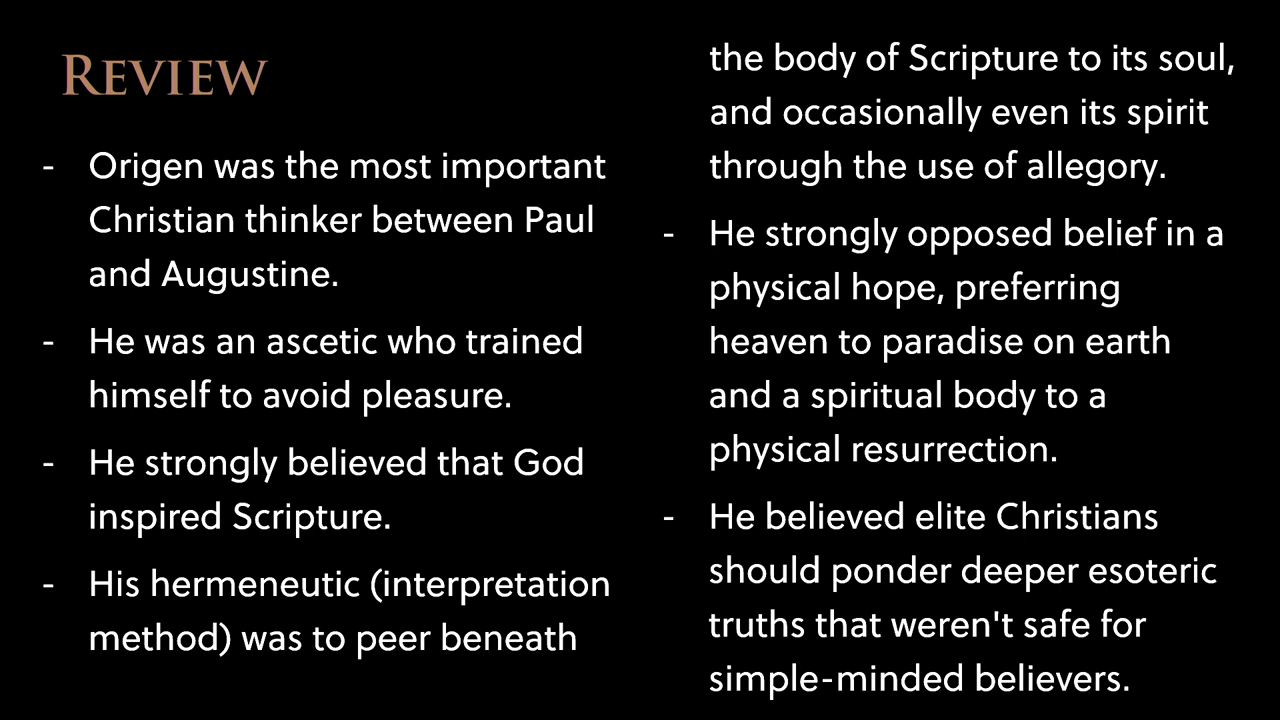 Review
- Origen was the most important
Christian thinker between Paul
and Augustine.
- He was an ascetic who trained
himself to avoid pleasure.
- He strongly believed that God
inspired Scripture.
- His hermeneutic (interpretation
method) was to peer beneath
the body of Scripture to its soul,
and occasionally even its spirit
through the use of allegory.
- He strongly opposed belief in a
physical hope, preferring
heaven to paradise on earth
and a spiritual body to a
physical resurrection.
- He believed elite Christians
should ponder deeper esoteric
truths that weren't safe for
simple-minded believers.